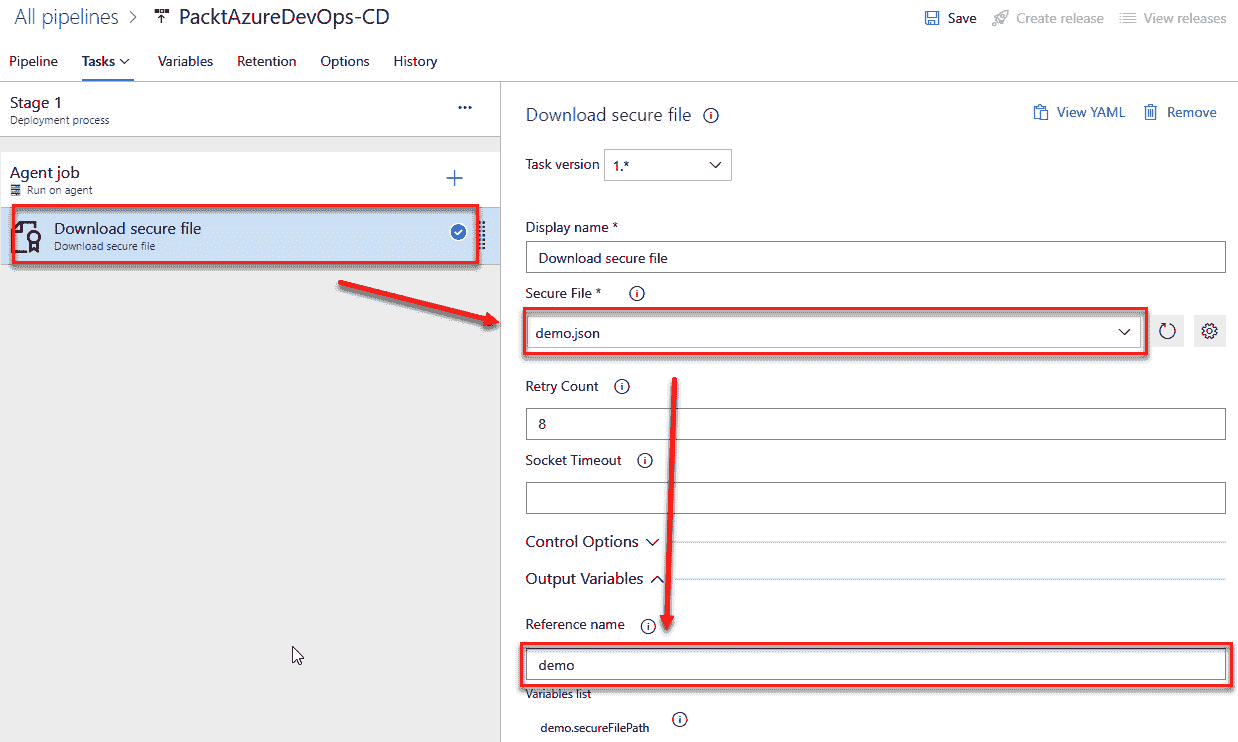 All pipelines > PacktAzureDevOps-CD
Save Create release View releases
Pipeline Tasks Variables Retention Options History
Stage 1
Deployment process
...
Agent job
Run on agent
Download secure file
Download secure file
Download secure file
View YAML Remove
Task version 1.*
Display name *
Download secure file
Secure File *
demo.json
Retry Count
8
Socket Timeout
Control Options
Output Variables
Reference name
demo
Variables list
demo.secureFilePath